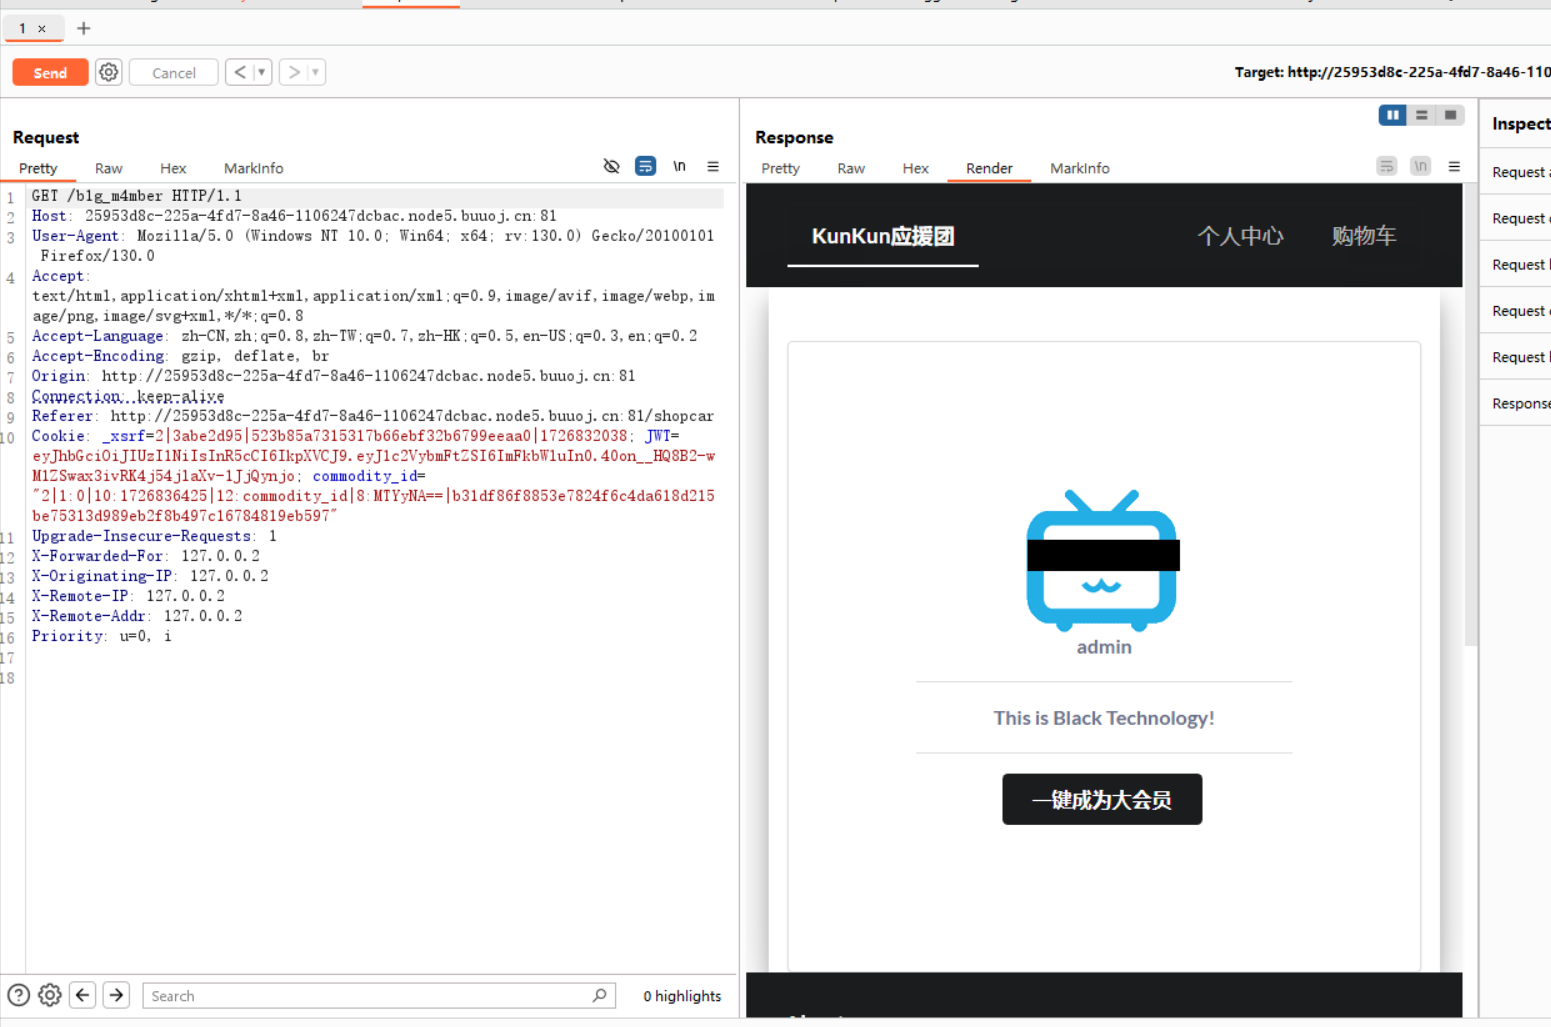 1 × +
Send
Cancel
< ▼
> ▼
Target: http://25953d8c-225a-4fd7-8a46-110
Request
Pretty Raw Hex MarkInfo
\n
1 GET /b1g_m4mber HTTP/1.1
2 Host: 25953d8c-225a-4fd7-8a46-1106247dcbac.node5.buuoj.cn:81
3 User-Agent: Mozilla/5.0 (Windows NT 10.0; Win64; x64; rv:130.0) Gecko/20100101
Firefox/130.0
4 Accept:
text/html,application/xhtml+xml,application/xml;q=0.9,image/avif,image/webp,im
age/png,image/svg+xml,*/*;q=0.8
5 Accept-Language: zh-CN,zh;q=0.8,zh-TW;q=0.7,zh-HK;q=0.5,en-US;q=0.3,en;q=0.2
6 Accept-Encoding: gzip, deflate, br
7 Origin: http://25953d8c-225a-4fd7-8a46-1106247dcbac.node5.buuoj.cn:81
8 Connection: keep-alive
9 Referer: http://25953d8c-225a-4fd7-8a46-1106247dcbac.node5.buuoj.cn:81/shopcar
10 Cookie: _xsrf=2|3abe2d95|523b85a7315317b66ebf32b6799eeaa0|1726832038; JWT=
eyJhbGciOiJIUzI1NiIsInR5cCI6IkpXVCJ9.eyJ1c2VybmFtZSI6ImFkbWluIn0.40on__HQ8B2-w
M1ZSwax3ivRK4j54jlaXv-1JjQynjo; commodity_id=
"2|1:0|10:1726836425|12:commodity_id|8:MTYyNA==|b31df86f8853e7824f6c4da618d215
be75313d989eb2f8b497c16784819eb597"
11 Upgrade-Insecure-Requests: 1
12 X-Forwarded-For: 127.0.0.2
13 X-Originating-IP: 127.0.0.2
14 X-Remote-IP: 127.0.0.2
15 X-Remote-Addr: 127.0.0.2
16 Priority: u=0, i
17
18
? Search
0 highlights
Response
Pretty Raw Hex Render MarkInfo
\n
KunKun应援团 个人中心 购物车
admin
This is Black Technology!
一键成为大会员
Inspect
Request
Request
Request
Request
Request
Response